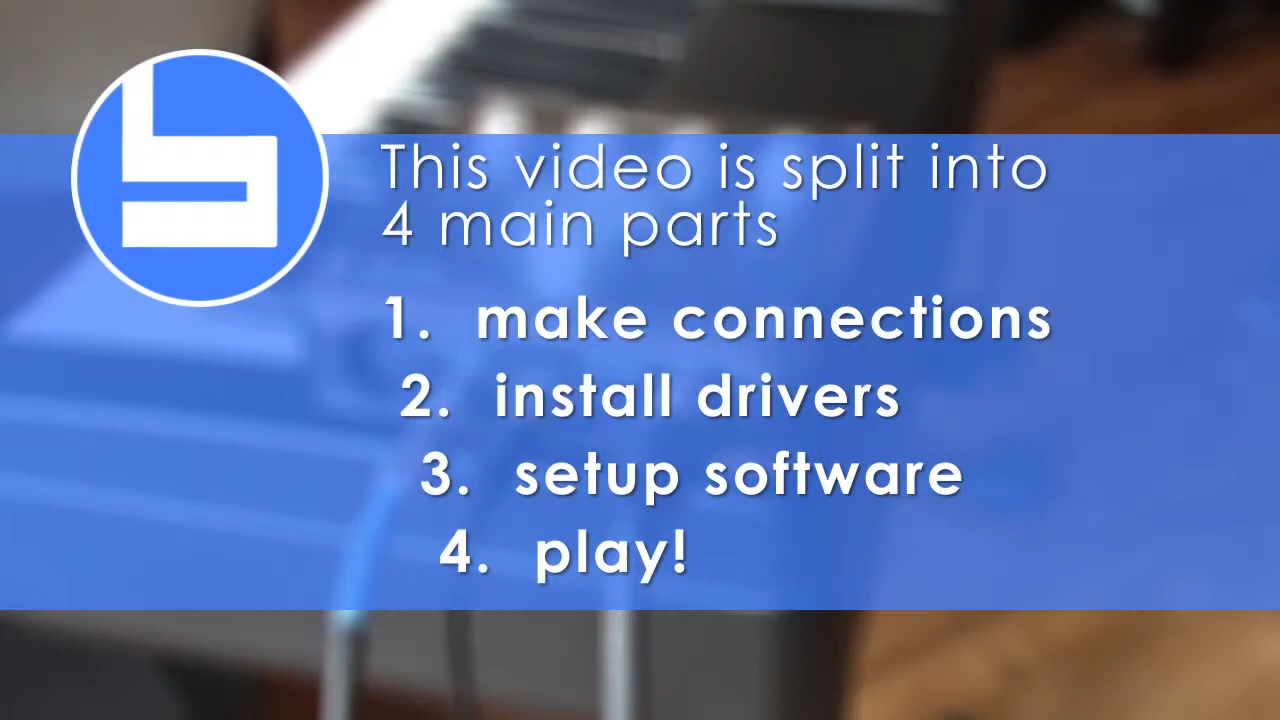 This video is split into
4 main parts
1. make connections
2. install drivers
3. setup software
4. play!